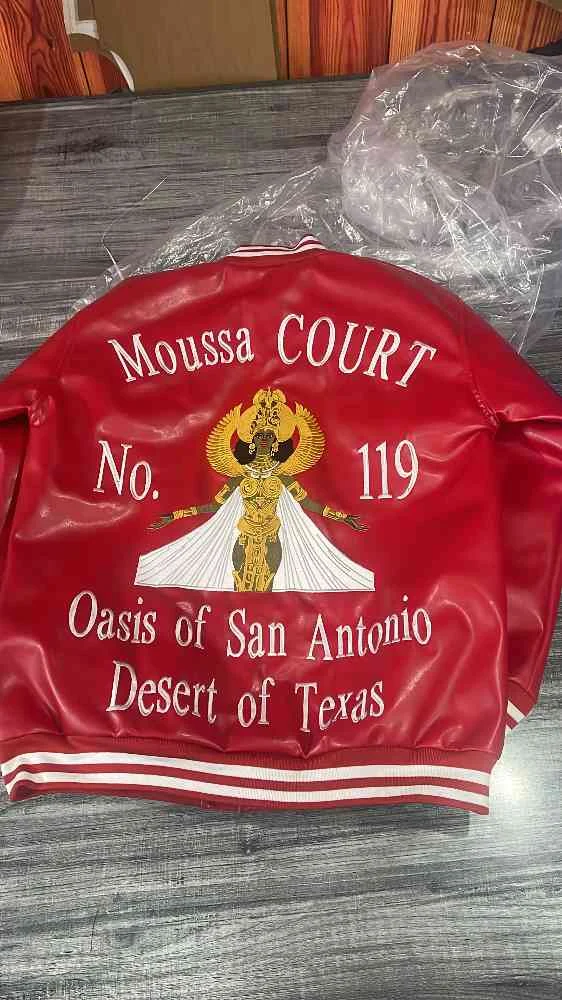 Moussa COURT
No. 119
Oasis of San Antonio
Desert of Texas